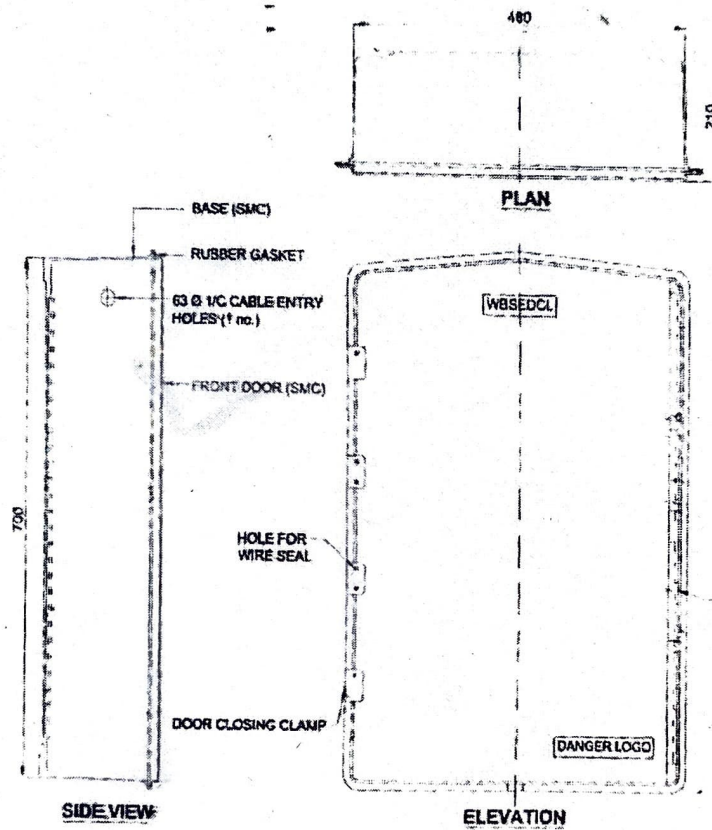 480
210
PLAN
BASE (SMC)
RUBBER GASKET
63 Ø 1/C CABLE ENTRY
HOLES (1 no.)
FRONT DOOR (SMC)
700
WBSEDCL
HOLE FOR
WIRE SEAL
DOOR CLOSING CLAMP
DANGER LOGO
SIDE VIEW
ELEVATION